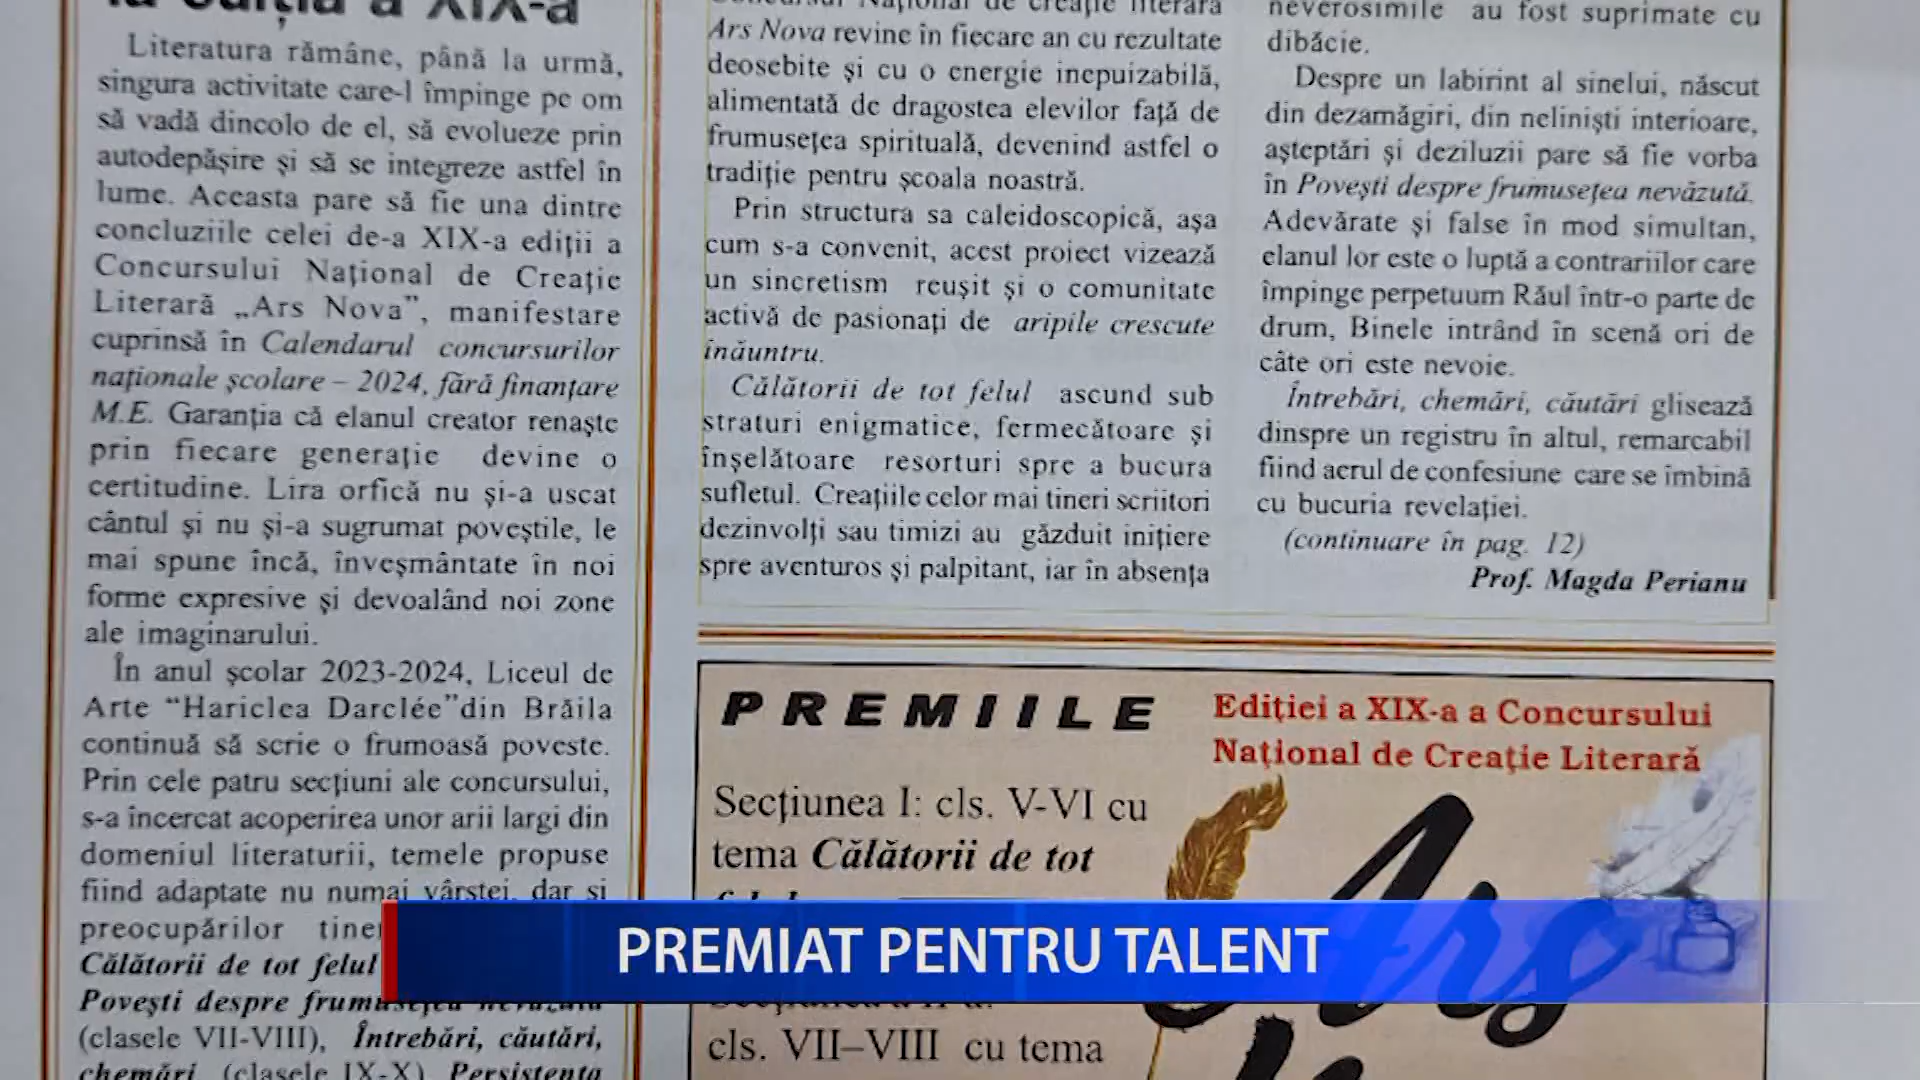 la ediția a XIX-a
Literatura rămâne, până la urmă,
singura activitate care-l împinge pe om
să vadă dincolo de el, să evolueze prin
autodepășire și să se integreze astfel în
lume. Aceasta pare să fie una dintre
concluziile celei de-a XIX-a ediții a
Concursului Național de Creație
Literară „Ars Nova”, manifestare
cuprinsă în Calendarul concursurilor
naționale școlare – 2024, fără finanțare
M.E. Garanția că elanul creator renaște
prin fiecare generație devine o
certitudine. Lira orfică nu și-a uscat
cântul și nu și-a sugrumat poveștile, le
mai spune încă, înveșmântate în noi
forme expresive și devoalând noi zone
ale imaginarului.
În anul școlar 2023-2024, Liceul de
Arte “Hariclea Darclée”din Brăila
continuă să scrie o frumoasă poveste.
Prin cele patru secțiuni ale concursului,
s-a încercat acoperirea unor arii largi din
domeniul literaturii, temele propuse
fiind adaptate nu numai vârstei, dar și
preocupărilor
Călătorii de tot felul
Povești despre frumusețea nevăzută
(clasele VII-VIII), Întrebări, căutări,
chemări (clasele IX-X) Persistența
Concursul Național de creație literară
Ars Nova revine în fiecare an cu rezultate
deosebite și cu o energie inepuizabilă,
alimentată de dragostea elevilor față de
frumusețea spirituală, devenind astfel o
tradiție pentru școala noastră.
Prin structura sa caleidoscopică, așa
cum s-a convenit, acest proiect vizează
un sincretism reușit și o comunitate
activă de pasionați de aripile crescute
înăuntru.
Călătorii de tot felul ascund sub
straturi enigmatice, fermecătoare și
înșelătoare resorturi spre a bucura
sufletul. Creațiile celor mai tineri scriitori
dezinvolți sau timizi au găzduit inițiere
spre aventuros și palpitant, iar în absența
neverosimile au fost suprimate cu
dibăcie.
Despre un labirint al sinelui, născut
din dezamăgiri, din neliniști interioare,
așteptări și deziluzii pare să fie vorba
în Povești despre frumusețea nevăzută.
Adevărate și false în mod simultan,
elanul lor este o luptă a contrariilor care
împinge perpetuum Răul într-o parte de
drum, Binele intrând în scenă ori de
câte ori este nevoie.
Întrebări, chemări, căutări glisează
dinspre un registru în altul, remarcabil
fiind aerul de confesiune care se îmbină
cu bucuria revelației.
(continuare în pag. 12)
Prof. Magda Perianu
PREMIILE
Ediției a XIX-a a Concursului
Național de Creație Literară
Secțiunea I: cls. V-VI cu
tema Călătorii de tot
Ars
cls. VII–VIII cu tema
PREMIAT PENTRU TALENT